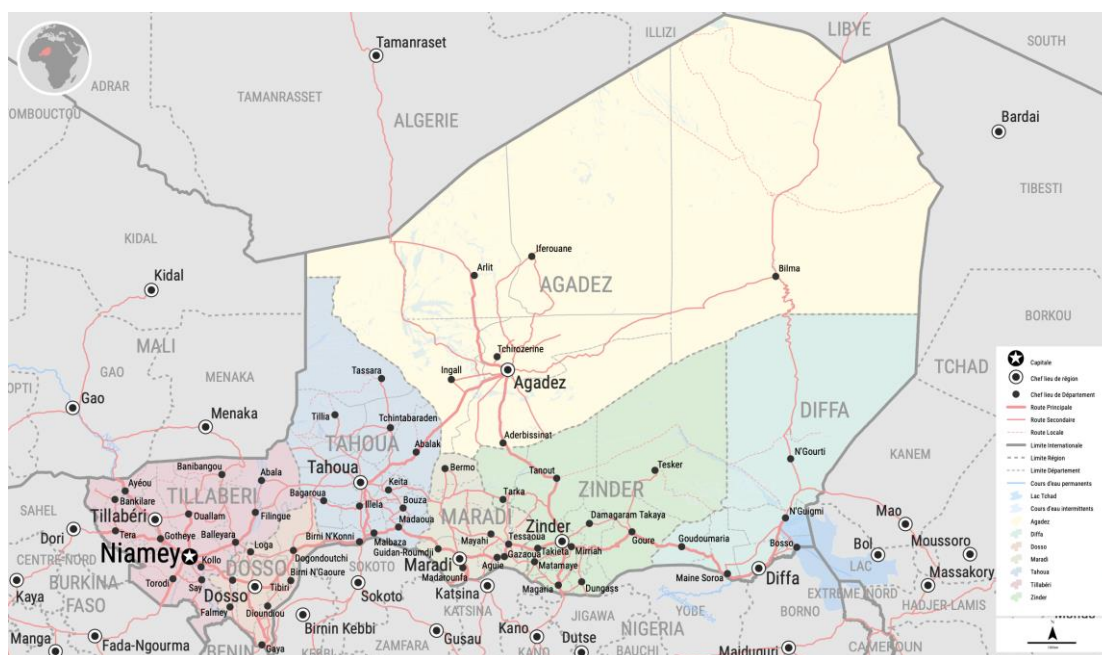 LIBYE
ILLIZI
SOUTH
Tamanraset
ADRAR
TAMANRASSET
OMBOUCTOU
ALGERIE
Bardai
TIBESTI
KIDAL
Iferouane
Arlit
Bilma
AGADEZ
Kidal
BORKOU
MALI
Tchirozerine
TCHAD
GAO
MENAKA
OPTI
Tassara
Ingall
Agadez
Gao
Menaka
Tillia
Tchintabaraden
DIFFA
TAHOUA
Aderbissinat
KANEM
Abalak
Banibangou
Abala
Tahoua
Bermo
Tanout
Tesker
N'Gourti
Ayéou
Keita
ZINDER
Bankilare
TILLABERI
Bagaroua
Tarka
SAHEL
Tillabéri
Ouallam
Filingue
Illela
Bouza
MARADI
Damagaram Takaya
N'Guigmi
Mao
Dori
Tera
Gotheye
Balleyara
Madaoua
Mayahi
Tessaoua
Zinder
Goure
Goudoumaria
Birni N'Konni
Malbaza
Bosso
Bol
Moussoro
CENTRE-NORD
Niamey
Loga
Dogondoutchi
Guidan-Roumdji
Gazaoua
Takieta
Mirriah
LAC
Kollo
DOSSO
SOKOTO
Maradi
Aguie
Matamaye
Kaya
BURKINA
FASO
Torodi
Say
Birni N'Gaoure
Tibiri
Madarounfa
Maine Soroa
Diffa
Massakory
Dosso
Sokoto
Katsina
Magaria
Dungass
EXTREME-NORD
Falmey
Dioundiou
KATSINA
JIGAWA
YOBE
BORNO
HADJER-LAMIS
Birnin Kebbi
Manga
Fada-Ngourma
Gusau
Kano
NIGERIA
Gaya
ZAMFARA
Dutse
BENIN
KEBBI
KANO
BAUCHI
Maiduguri
CAMEROUN
Capitale
Chef lieu de région
Chef lieu de Département
Route Principale
Route Secondaire
Route Locale
Limite Internationale
Limite Région
Limite Département
Cours d'eau permanents
Lac Tchad
Cours d'eau intermittents
Agadez
Diffa
Dosso
Maradi
Tahoua
Tillabéri
Zinder